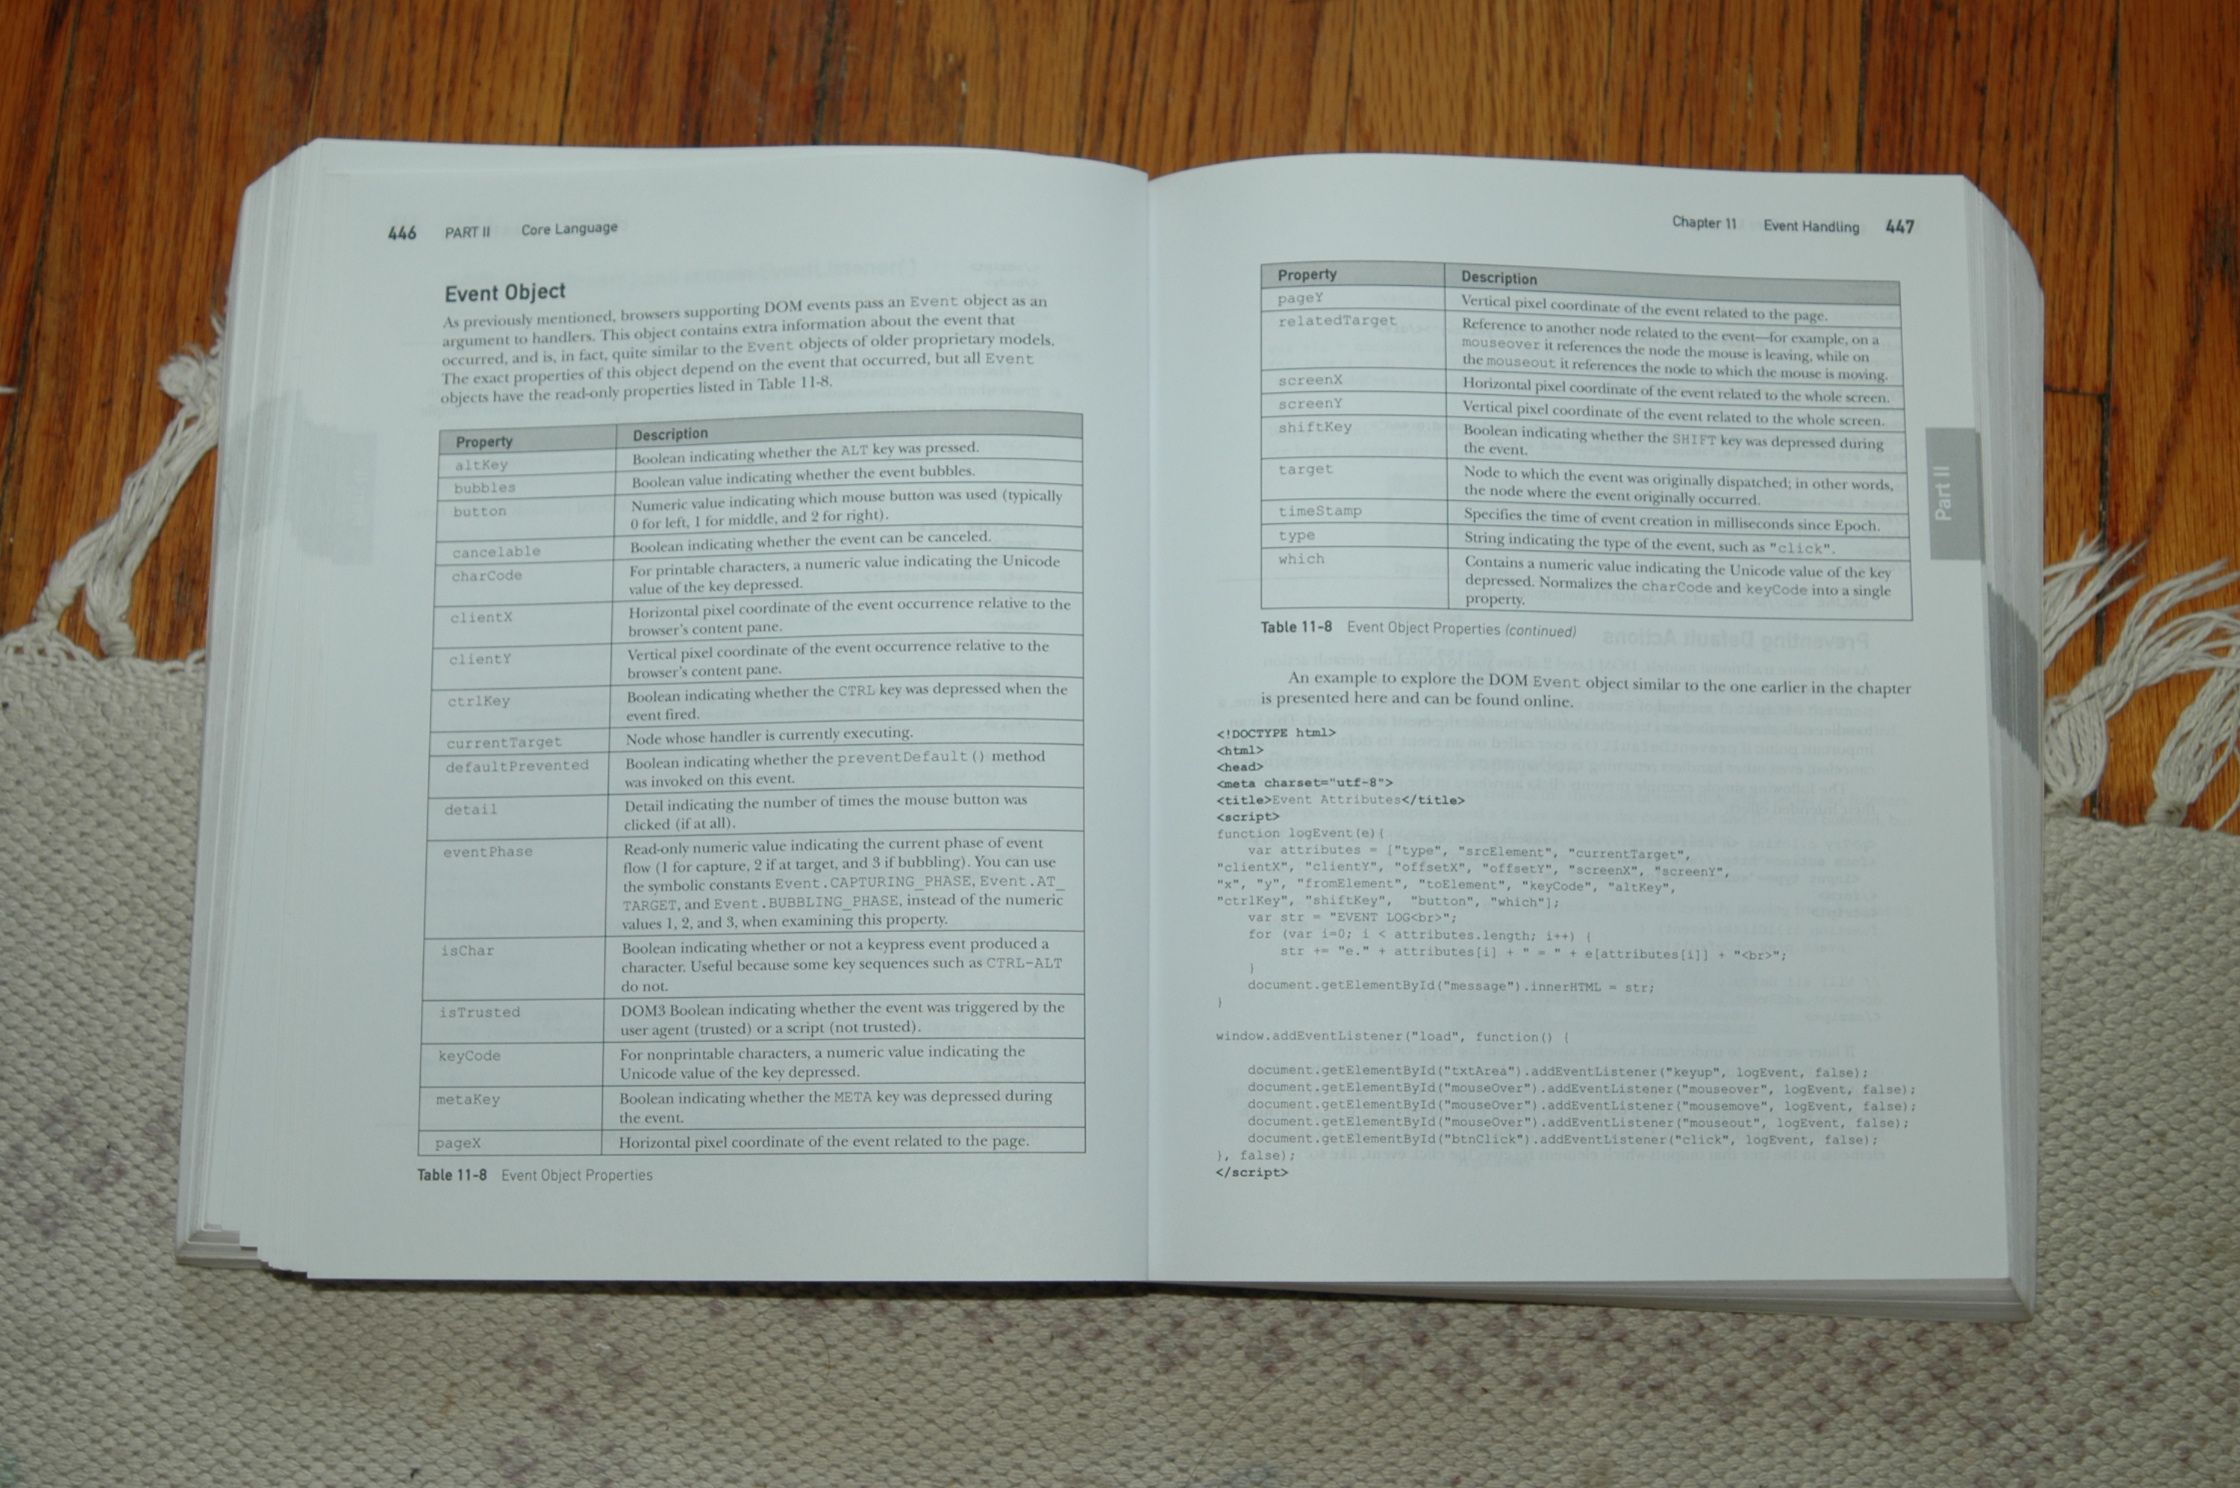 446 PART II Core Language
Event Object
As previously mentioned, browsers supporting DOM events pass an Event object as an
argument to handlers. This object contains extra information about the event that
occurred, and is, in fact, quite similar to the Event objects of older proprietary models.
The exact properties of this object depend on the event that occurred, but all Event
objects have the read-only properties listed in Table 11-8.
Property Description
altKey Boolean indicating whether the ALT key was pressed.
bubbles Boolean value indicating whether the event bubbles.
button Numeric value indicating which mouse button was used (typically
0 for left, 1 for middle, and 2 for right).
cancelable Boolean indicating whether the event can be canceled.
charCode For printable characters, a numeric value indicating the Unicode
value of the key depressed.
clientX Horizontal pixel coordinate of the event occurrence relative to the
browser's content pane.
clientY Vertical pixel coordinate of the event occurrence relative to the
browser's content pane.
ctrlKey Boolean indicating whether the CTRL key was depressed when the
event fired.
currentTarget Node whose handler is currently executing.
defaultPrevented Boolean indicating whether the preventDefault() method
was invoked on this event.
detail Detail indicating the number of times the mouse button was
clicked (if at all).
eventPhase Read-only numeric value indicating the current phase of event
flow (1 for capture, 2 if at target, and 3 if bubbling). You can use
the symbolic constants Event.CAPTURING_PHASE, Event.AT_
TARGET, and Event.BUBBLING_PHASE, instead of the numeric
values 1, 2, and 3, when examining this property.
isChar Boolean indicating whether or not a keypress event produced a
character. Useful because some key sequences such as CTRL-ALT
do not.
isTrusted DOM3 Boolean indicating whether the event was triggered by the
user agent (trusted) or a script (not trusted).
keyCode For nonprintable characters, a numeric value indicating the
Unicode value of the key depressed.
metaKey Boolean indicating whether the META key was depressed during
the event.
pageX Horizontal pixel coordinate of the event related to the page.
Table 11-8 Event Object Properties
Chapter 11 Event Handling 447
Property Description
pageY Vertical pixel coordinate of the event related to the page.
relatedTarget Reference to another node related to the event—for example, on a
mouseover it references the node the mouse is leaving, while on
the mouseout it references the node to which the mouse is moving.
screenX Horizontal pixel coordinate of the event related to the whole screen.
screenY Vertical pixel coordinate of the event related to the whole screen.
shiftKey Boolean indicating whether the SHIFT key was depressed during
the event.
target Node to which the event was originally dispatched; in other words,
the node where the event originally occurred.
timeStamp Specifies the time of event creation in milliseconds since Epoch.
type String indicating the type of the event, such as "click".
which Contains a numeric value indicating the Unicode value of the key
depressed. Normalizes the charCode and keyCode into a single
property.
Table 11-8 Event Object Properties (continued)
Part II
An example to explore the DOM Event object similar to the one earlier in the chapter
is presented here and can be found online.
<!DOCTYPE html>
<html>
<head>
<meta charset="utf-8">
<title>Event Attributes</title>
<script>
function logEvent(e){
var attributes = ["type", "srcElement", "currentTarget",
"clientX", "clientY", "offsetX", "offsetY", "screenX", "screenY",
"x", "y", "fromElement", "toElement", "keyCode", "altKey",
"ctrlKey", "shiftKey", "button", "which"];
var str = "EVENT LOG<br>";
for (var i=0; i < attributes.length; i++) {
str += "e." + attributes[i] + " = " + e[attributes[i]] + "<br>";
}
document.getElementById("message").innerHTML = str;
}
window.addEventListener("load", function() {
document.getElementById("txtArea").addEventListener("keyup", logEvent, false);
document.getElementById("mouseOver").addEventListener("mouseover", logEvent, false);
document.getElementById("mouseOver").addEventListener("mousemove", logEvent, false);
document.getElementById("mouseOver").addEventListener("mouseout", logEvent, false);
document.getElementById("btnClick").addEventListener("click", logEvent, false);
}, false);
</script>